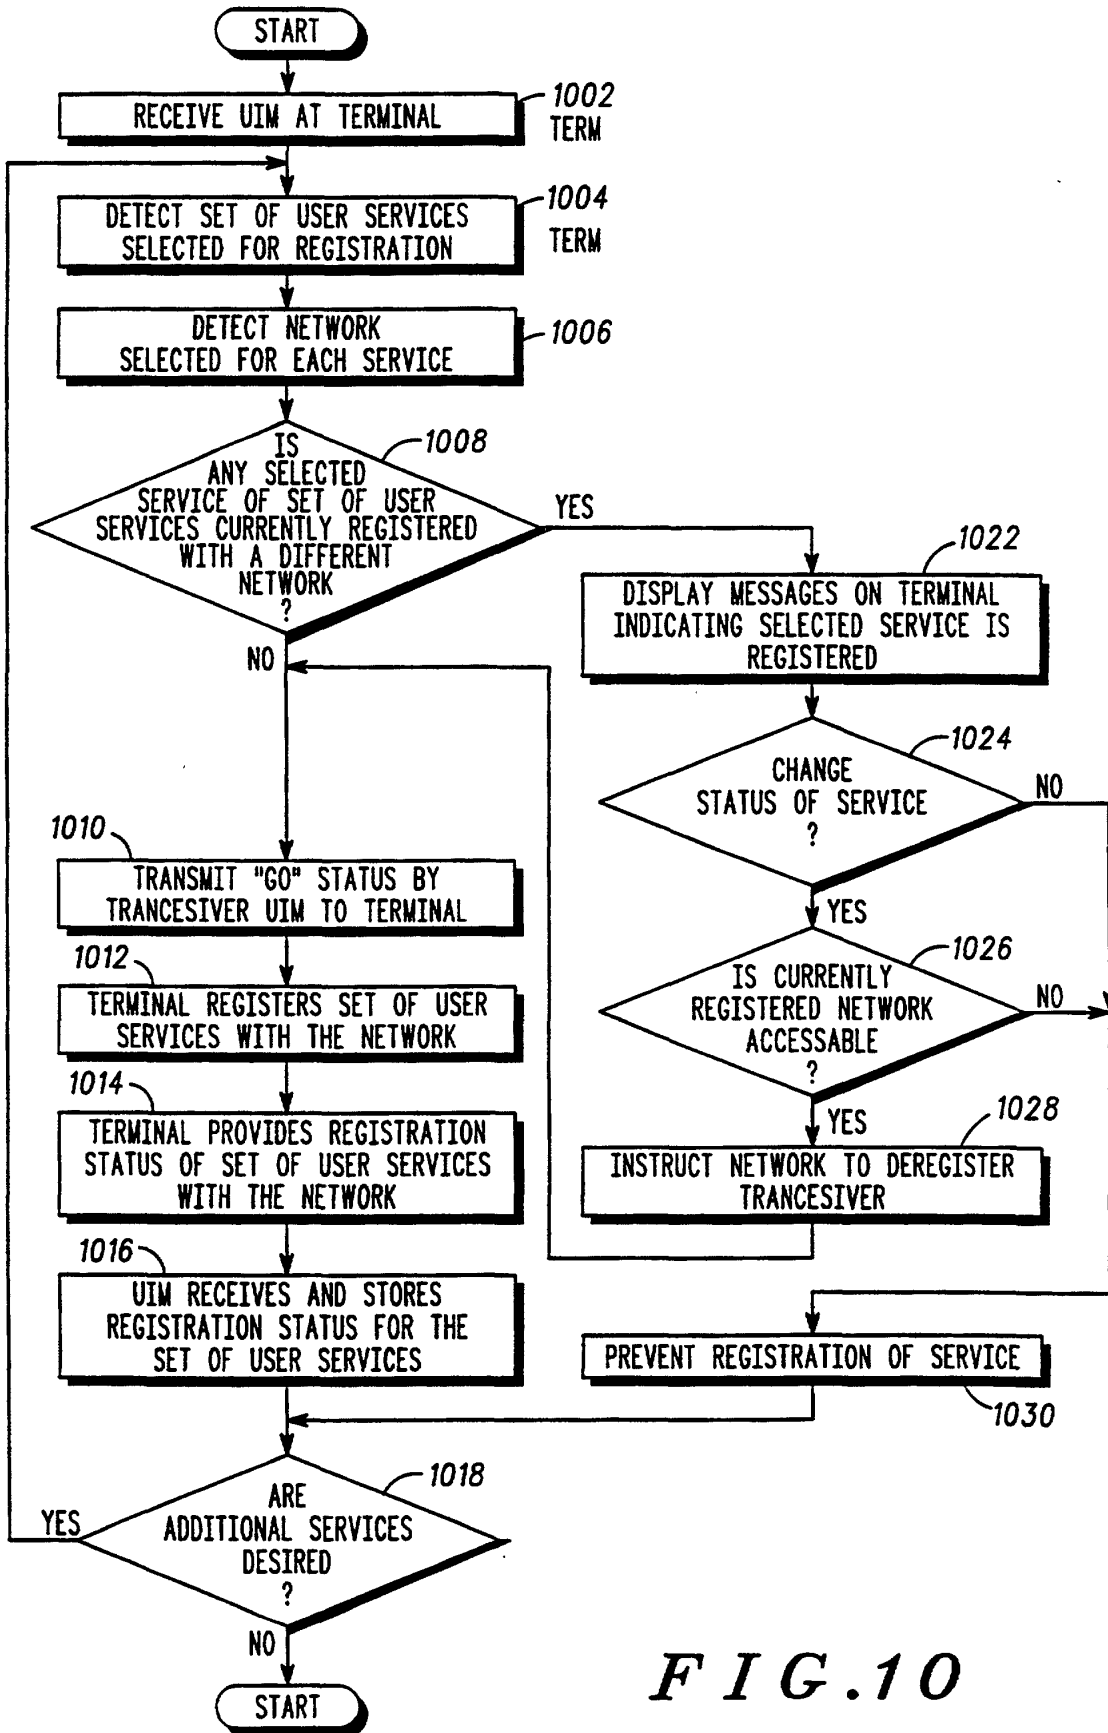 START
RECEIVE UIM AT TERMINAL
1002
TERM
DETECT SET OF USER SERVICES
SELECTED FOR REGISTRATION
1004
TERM
DETECT NETWORK
SELECTED FOR EACH SERVICE
1006
IS
ANY SELECTED
SERVICE OF SET OF USER
SERVICES CURRENTLY REGISTERED
WITH A DIFFERENT
NETWORK
?
1008
YES
NO
1022
DISPLAY MESSAGES ON TERMINAL
INDICATING SELECTED SERVICE IS
REGISTERED
1024
CHANGE
STATUS OF SERVICE
?
NO
YES
1026
IS CURRENTLY
REGISTERED NETWORK
ACCESSABLE
?
NO
YES
1028
INSTRUCT NETWORK TO DEREGISTER
TRANCESIVER
1010
TRANSMIT "GO" STATUS BY
TRANCESIVER UIM TO TERMINAL
1012
TERMINAL REGISTERS SET OF USER
SERVICES WITH THE NETWORK
1014
TERMINAL PROVIDES REGISTRATION
STATUS OF SET OF USER SERVICES
WITH THE NETWORK
1016
UIM RECEIVES AND STORES
REGISTRATION STATUS FOR THE
SET OF USER SERVICES
PREVENT REGISTRATION OF SERVICE
1030
1018
ARE
ADDITIONAL SERVICES
DESIRED
?
YES
NO
START
FIG.10